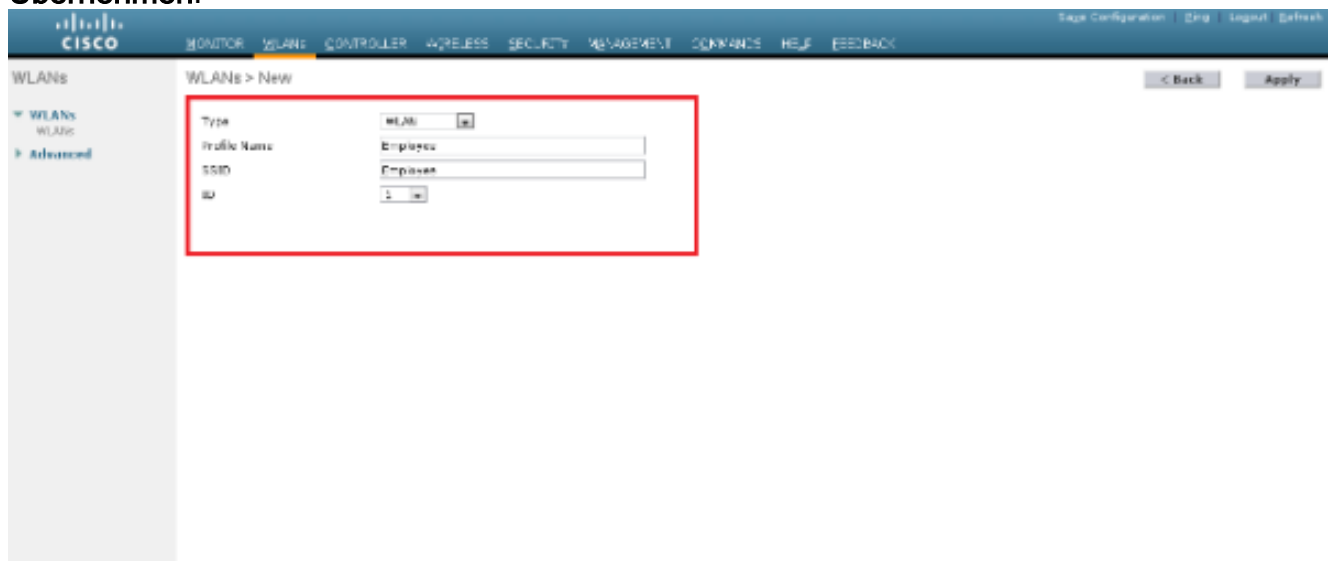 Übernehmen.
Save Configuration | Ping | Logout | Refresh
CISCO MONITOR WLANs CONTROLLER WIRELESS SECURITY MANAGEMENT COMMANDS HELP FEEDBACK
WLANs
WLANs > New
< Back Apply
WLANs
WLANs
Advanced
Type WLAN
Profile Name Employee
SSID Employee
ID 1